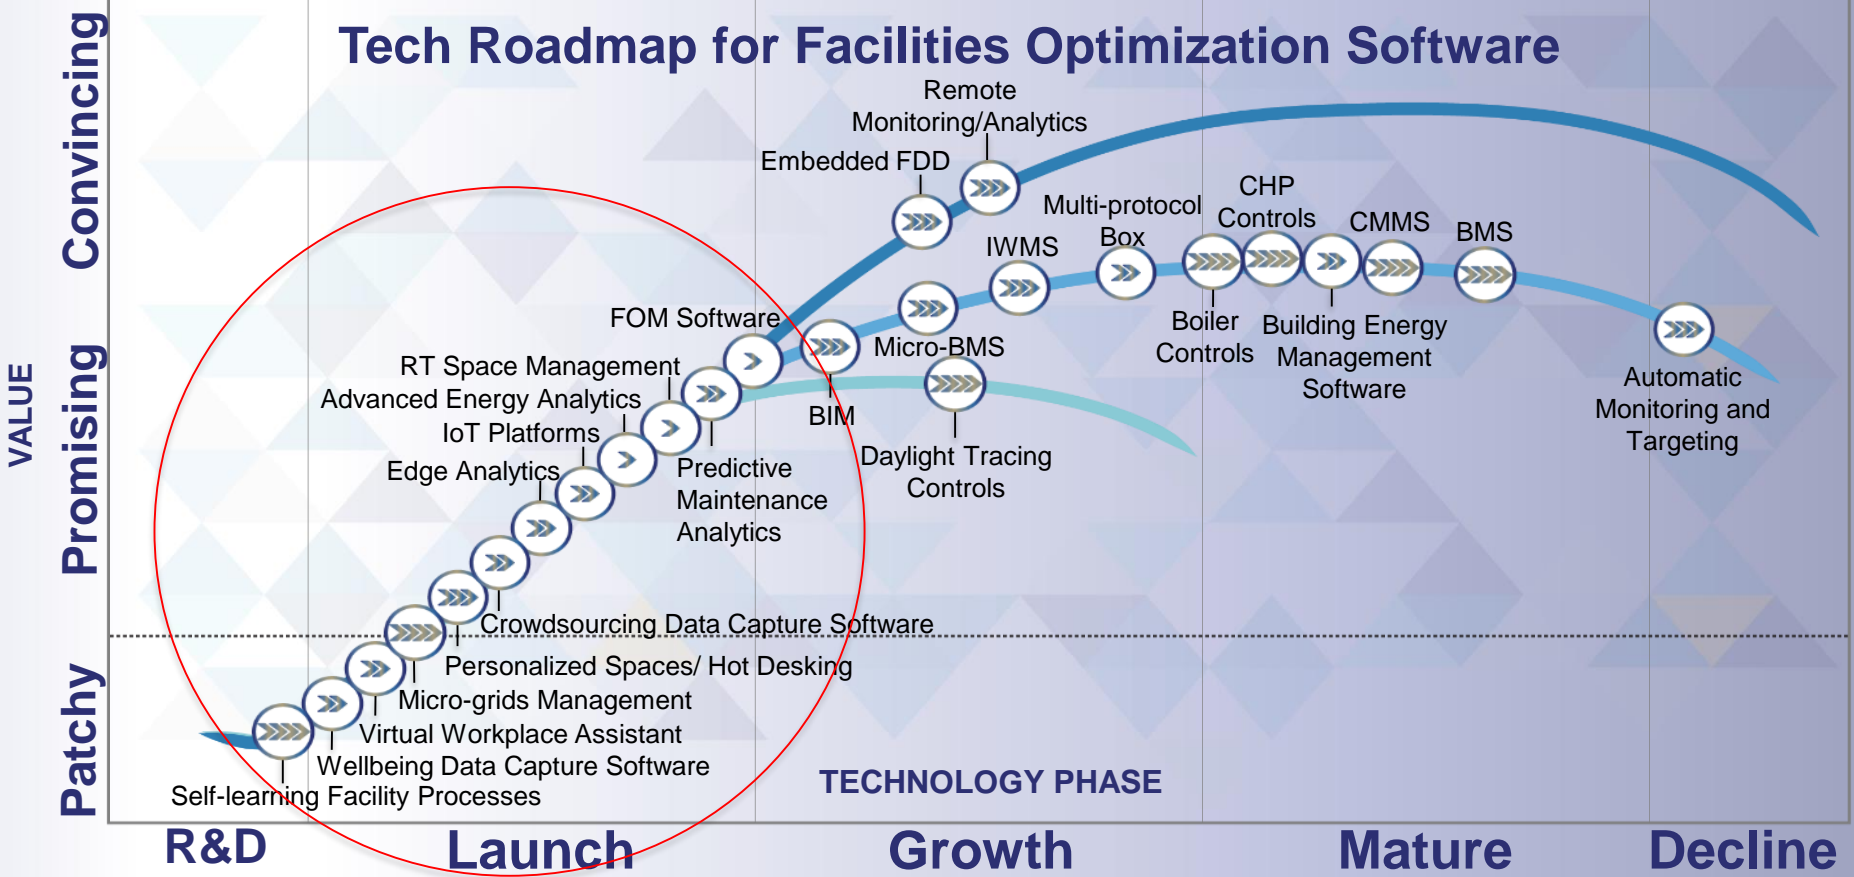 Tech Roadmap for Facilities Optimization Software
VALUE
Convincing
Promising
Patchy
Remote
Monitoring/Analytics
Embedded FDD
Multi-protocol
Box
CHP
Controls
CMMS
BMS
IWMS
FOM Software
Micro-BMS
BIM
Boiler
Controls
Building Energy
Management
Software
Automatic
Monitoring and
Targeting
RT Space Management
Advanced Energy Analytics
IoT Platforms
Edge Analytics
Predictive
Maintenance
Analytics
Daylight Tracing
Controls
Crowdsourcing Data Capture Software
Personalized Spaces/ Hot Desking
Micro-grids Management
Virtual Workplace Assistant
Wellbeing Data Capture Software
Self-learning Facility Processes
TECHNOLOGY PHASE
R&D
Launch
Growth
Mature
Decline